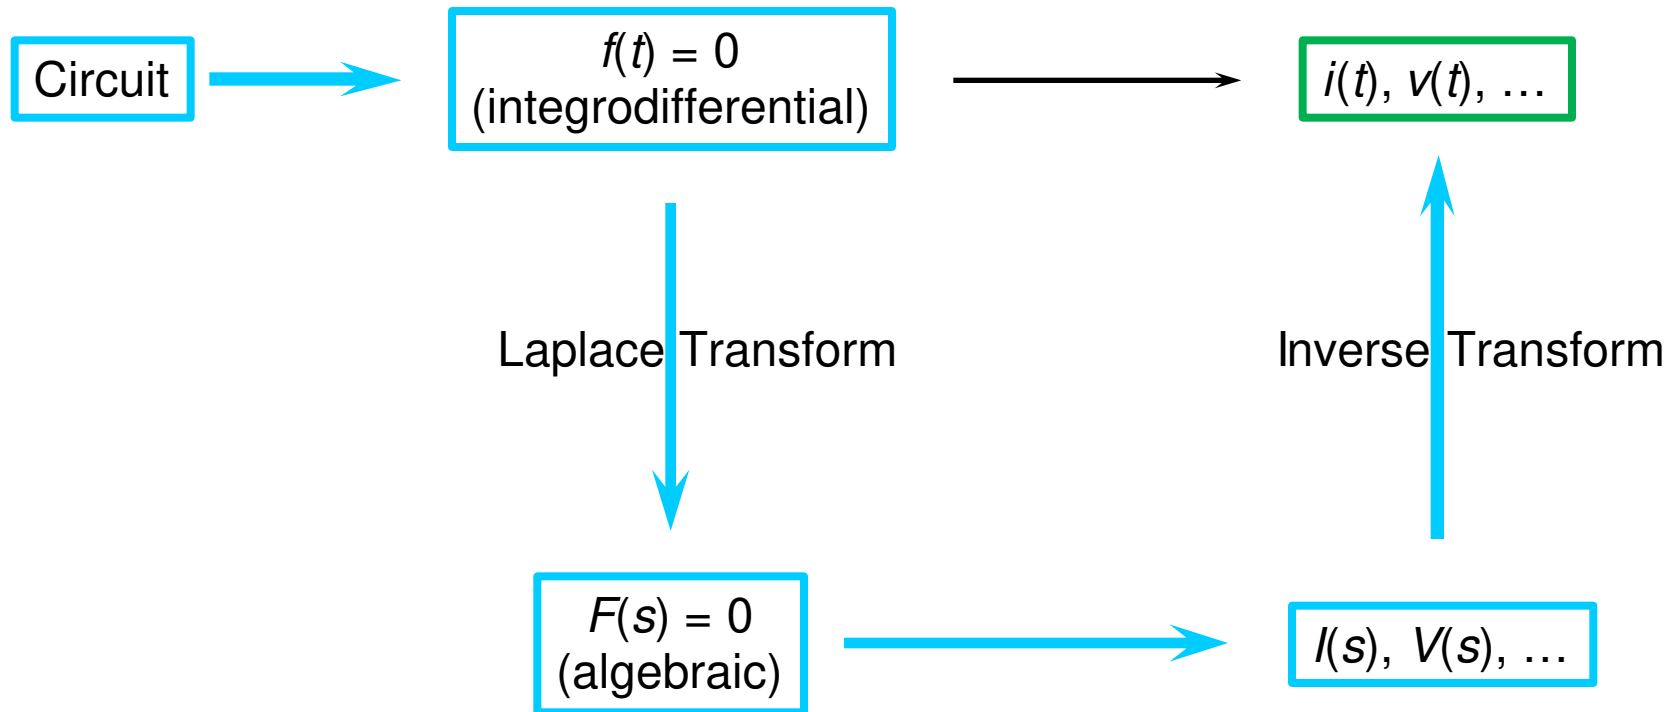 Circuit
f(t) = 0
(integrodifferential)
i(t), v(t), …
Laplace Transform
Inverse Transform
F(s) = 0
(algebraic)
I(s), V(s), …